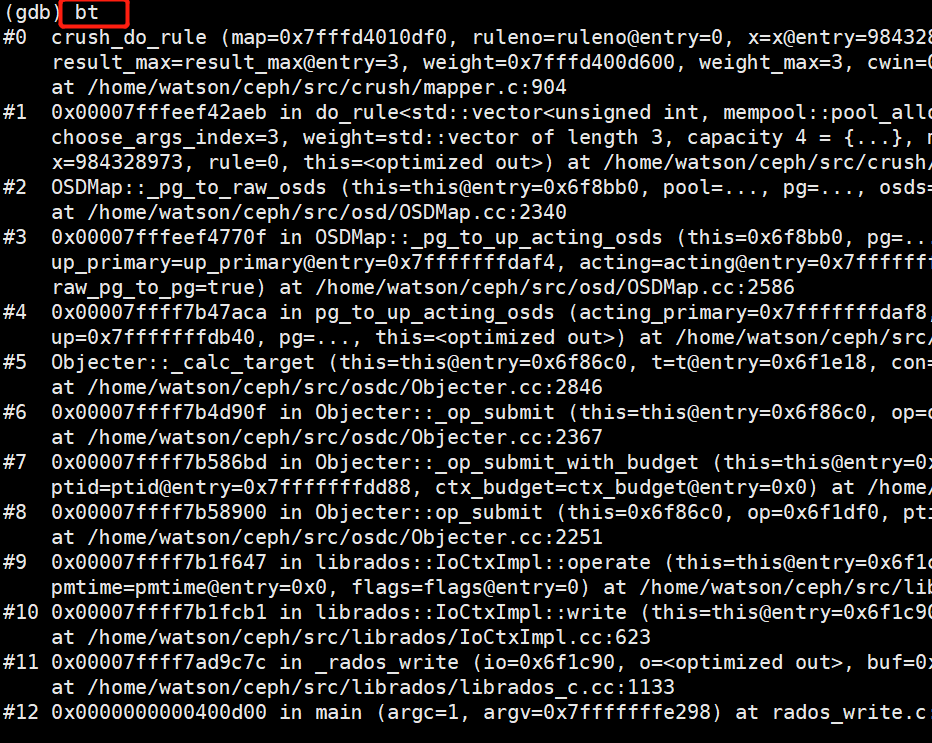 (gdb) bt
#0  crush_do_rule (map=0x7fffd4010df0, ruleno=ruleno@entry=0, x=x@entry=984328
    result_max=result_max@entry=3, weight=0x7fffd400d600, weight_max=3, cwin=0
    at /home/watson/ceph/src/crush/mapper.c:904
#1  0x00007fffeef42aeb in do_rule<std::vector<unsigned int, mempool::pool_allo
    choose_args_index=3, weight=std::vector of length 3, capacity 4 = {...}, m
    x=984328973, rule=0, this=<optimized out>) at /home/watson/ceph/src/crush/
#2  OSDMap::_pg_to_raw_osds (this=this@entry=0x6f8bb0, pool=..., pg=..., osds=
    at /home/watson/ceph/src/osd/OSDMap.cc:2340
#3  0x00007fffeef4770f in OSDMap::_pg_to_up_acting_osds (this=0x6f8bb0, pg=..
    up_primary=up_primary@entry=0x7fffffffdaf4, acting=acting@entry=0x7fffffff
    raw_pg_to_pg=true) at /home/watson/ceph/src/osd/OSDMap.cc:2586
#4  0x00007ffff7b47aca in pg_to_up_acting_osds (acting_primary=0x7fffffffdaf8,
    up=0x7fffffffdb40, pg=..., this=<optimized out>) at /home/watson/ceph/src/
#5  Objecter::_calc_target (this=this@entry=0x6f86c0, t=t@entry=0x6f1e18, con=
    at /home/watson/ceph/src/osdc/Objecter.cc:2846
#6  0x00007ffff7b4d90f in Objecter::_op_submit (this=this@entry=0x6f86c0, op=
    at /home/watson/ceph/src/osdc/Objecter.cc:2367
#7  0x00007ffff7b586bd in Objecter::_op_submit_with_budget (this=this@entry=0x
    ptid=ptid@entry=0x7fffffffdd88, ctx_budget=ctx_budget@entry=0x0) at /home/
#8  0x00007ffff7b58900 in Objecter::op_submit (this=0x6f86c0, op=0x6f1df0, pti
    at /home/watson/ceph/src/osdc/Objecter.cc:2251
#9  0x00007ffff7b1f647 in librados::IoCtxImpl::operate (this=this@entry=0x6f1c
    pmtime=pmtime@entry=0x0, flags=flags@entry=0) at /home/watson/ceph/src/lib
#10 0x00007ffff7b1fcb1 in librados::IoCtxImpl::write (this=this@entry=0x6f1c90
    at /home/watson/ceph/src/librados/IoCtxImpl.cc:623
#11 0x00007ffff7ad9c7c in _rados_write (io=0x6f1c90, o=<optimized out>, buf=0x
    at /home/watson/ceph/src/librados/librados_c.cc:1133
#12 0x0000000000400d00 in main (argc=1, argv=0x7fffffffe298) at rados_write.c